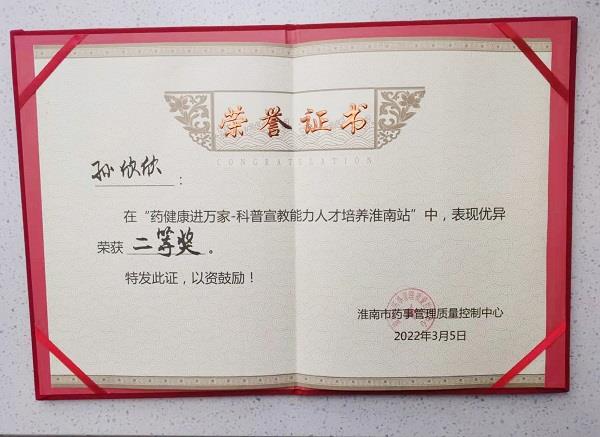 荣誉证书
CONGRATULATION
孙欣欣：
在“药健康进万家-科普宣教能力人才培养淮南站”中，表现优异
荣获 二等奖 。
特发此证，以资鼓励！
淮南市药事管理质量控制中心
2022年3月5日